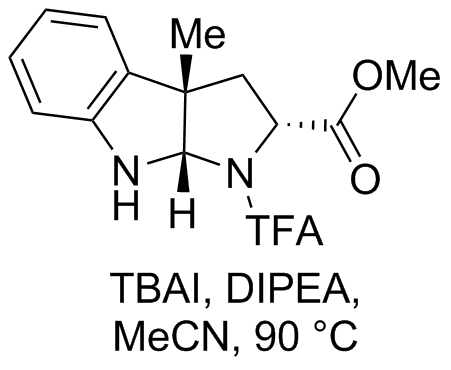 Me
OMe
O
N
H
H
N
TFA
TBAI, DIPEA,
MeCN, 90 °C